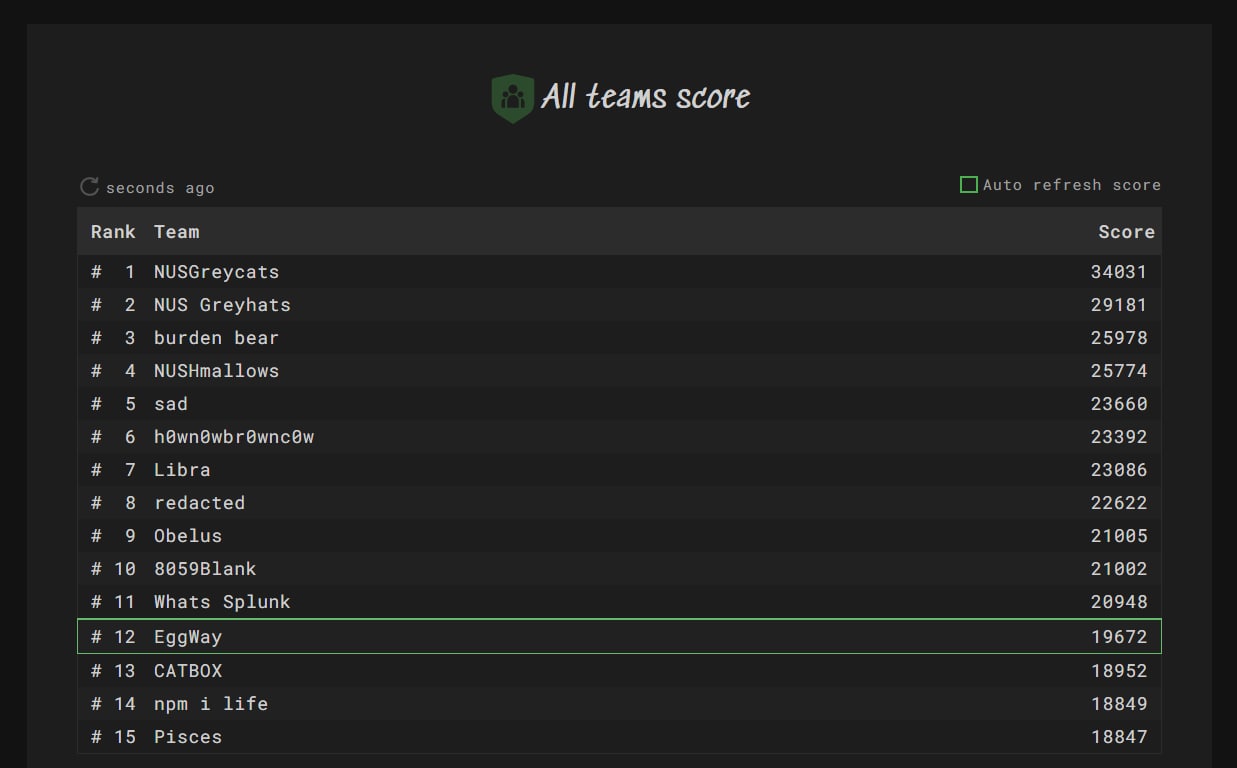 All teams score
seconds ago Auto refresh score
Rank Team Score
# 1 NUSGreycats 34031
# 2 NUS Greyhats 29181
# 3 burden bear 25978
# 4 NUSHmallows 25774
# 5 sad 23660
# 6 h0wn0wbr0wnc0w 23392
# 7 Libra 23086
# 8 redacted 22622
# 9 Obelus 21005
# 10 8059Blank 21002
# 11 Whats Splunk 20948
# 12 EggWay 19672
# 13 CATBOX 18952
# 14 npm i life 18849
# 15 Pisces 18847